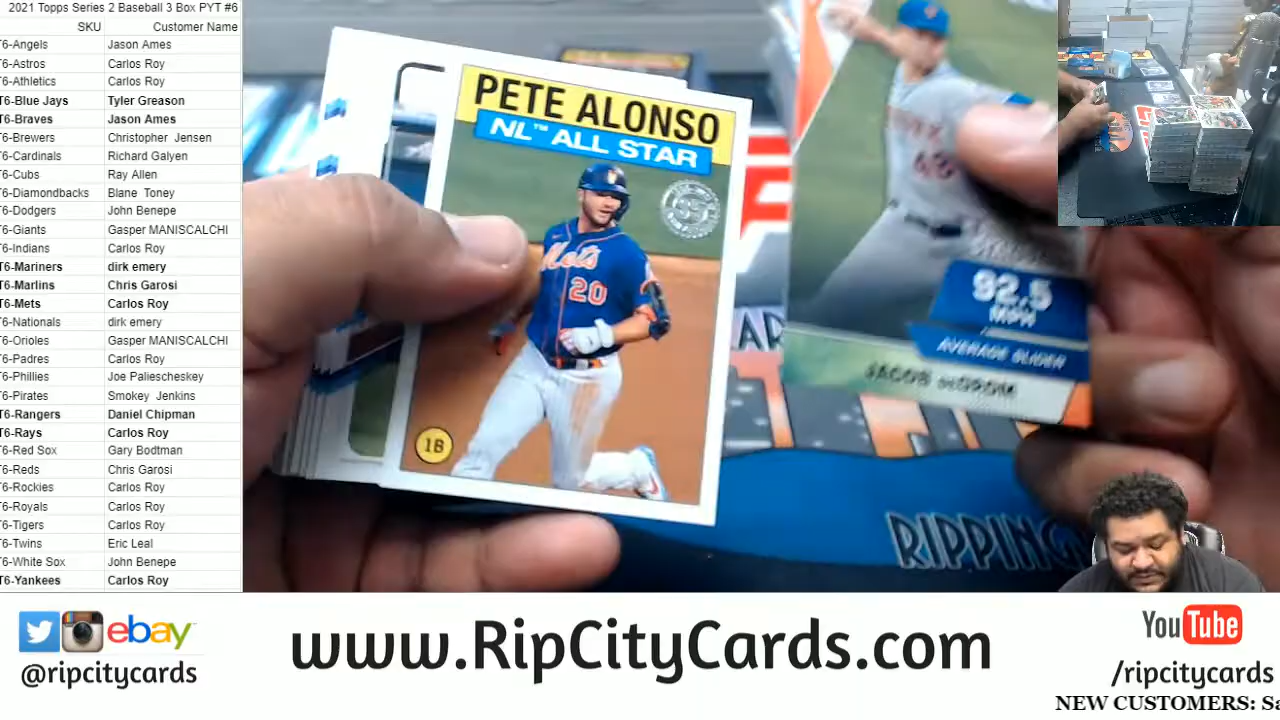 2021 Topps Series 2 Baseball 3 Box PYT #6
SKU Customer Name
T6-Angels Jason Ames
T6-Astros Carlos Roy
T6-Athletics Carlos Roy
T6-Blue Jays Tyler Greason
T6-Braves Jason Ames
T6-Brewers Christopher Jensen
T6-Cardinals Richard Galyen
T6-Cubs Ray Allen
T6-Diamondbacks Blane Toney
T6-Dodgers John Benepe
T6-Giants Gasper MANISCALCHI
T6-Indians Carlos Roy
T6-Mariners dirk emery
T6-Marlins Chris Garosi
T6-Mets Carlos Roy
T6-Nationals dirk emery
T6-Orioles Gasper MANISCALCHI
T6-Padres Carlos Roy
T6-Phillies Joe Paliescheskey
T6-Pirates Smokey Jenkins
T6-Rangers Daniel Chipman
T6-Rays Carlos Roy
T6-Red Sox Gary Bodtman
T6-Reds Chris Garosi
T6-Rockies Carlos Roy
T6-Royals Carlos Roy
T6-Tigers Carlos Roy
T6-Twins Eric Leal
T6-White Sox John Benepe
T6-Yankees Carlos Roy
PETE ALONSO
NL™ ALL STAR
35
Mets
20
1B
48
92.5
MPH
AVERAGE SLIDER
JACOB deGROM
RIPPING
ebay
@ripcitycards
www.RipCityCards.com
YouTube
/ripcitycards
NEW CUSTOMERS: